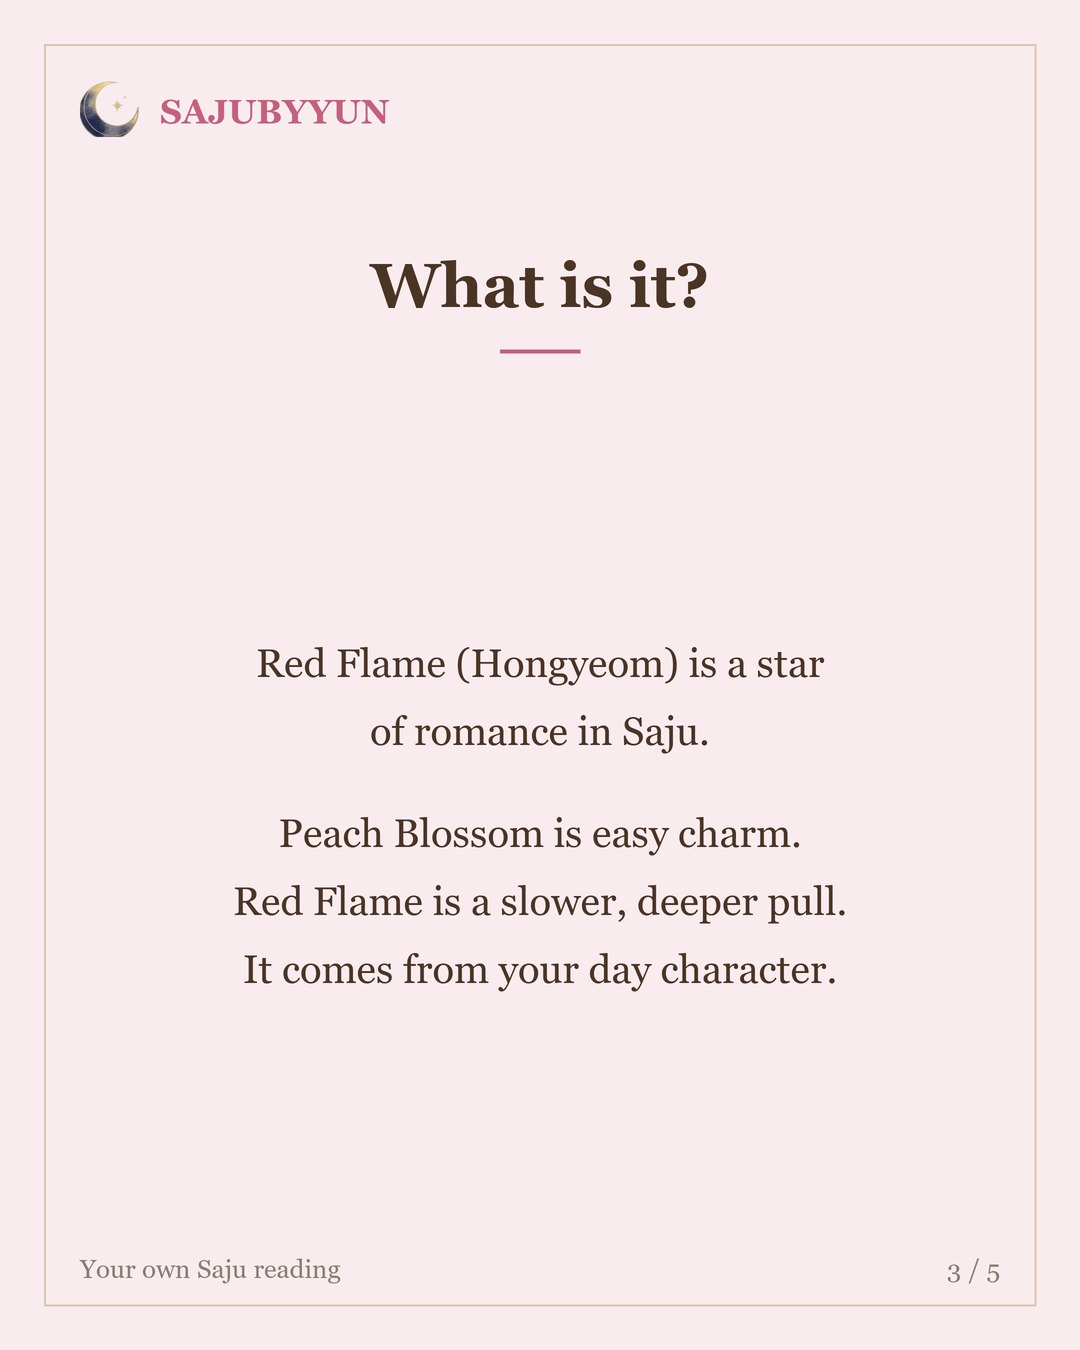 SAJUBYYUN
What is it?
Red Flame (Hongyeom) is a star
of romance in Saju.
Peach Blossom is easy charm.
Red Flame is a slower, deeper pull.
It comes from your day character.
Your own Saju reading
3 / 5